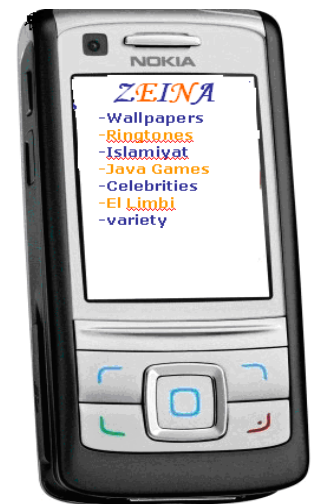 NOKIA
ZEINA
-Wallpapers
-Ringtones
-Islamiyat
-Java Games
-Celebrities
-El Limbi
-variety